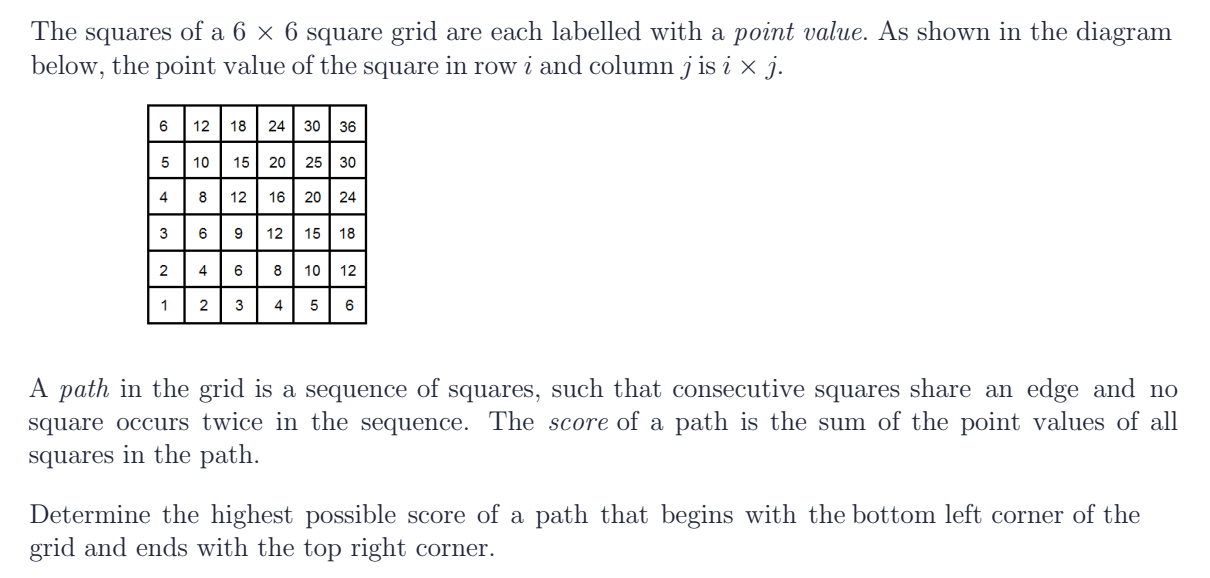 The squares of a 6 × 6 square grid are each labelled with a point value. As shown in the diagram
below, the point value of the square in row i and column j is i × j.
6 12 18 24 30 36
5 10 15 20 25 30
4 8 12 16 20 24
3 6 9 12 15 18
2 4 6 8 10 12
1 2 3 4 5 6
A path in the grid is a sequence of squares, such that consecutive squares share an edge and no
square occurs twice in the sequence. The score of a path is the sum of the point values of all
squares in the path.
Determine the highest possible score of a path that begins with the bottom left corner of the
grid and ends with the top right corner.